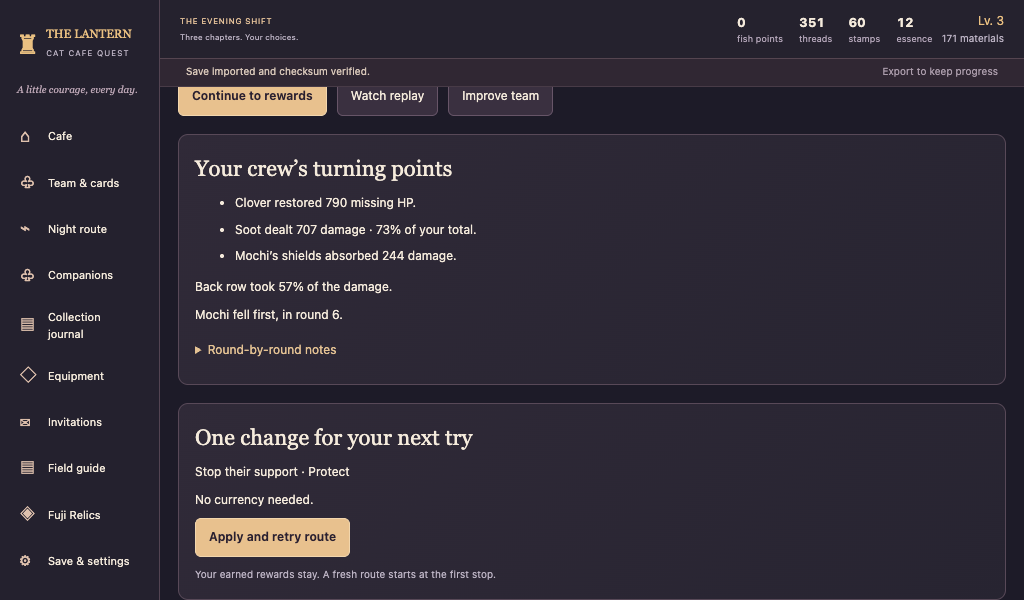 THE LANTERN
CAT CAFE QUEST
A little courage, every day.
Cafe
Team & cards
Night route
Companions
Collection
journal
Equipment
Invitations
Field guide
Fuji Relics
Save & settings
THE EVENING SHIFT
Three chapters. Your choices.
0
fish points
351
threads
60
stamps
12
essence
Lv. 3
171 materials
Save imported and checksum verified.
Export to keep progress
Continue to rewards
Watch replay
Improve team
Your crew’s turning points
• Clover restored 790 missing HP.
• Soot dealt 707 damage · 73% of your total.
• Mochi’s shields absorbed 244 damage.
Back row took 57% of the damage.
Mochi fell first, in round 6.
Round-by-round notes
One change for your next try
Stop their support · Protect
No currency needed.
Apply and retry route
Your earned rewards stay. A fresh route starts at the first stop.